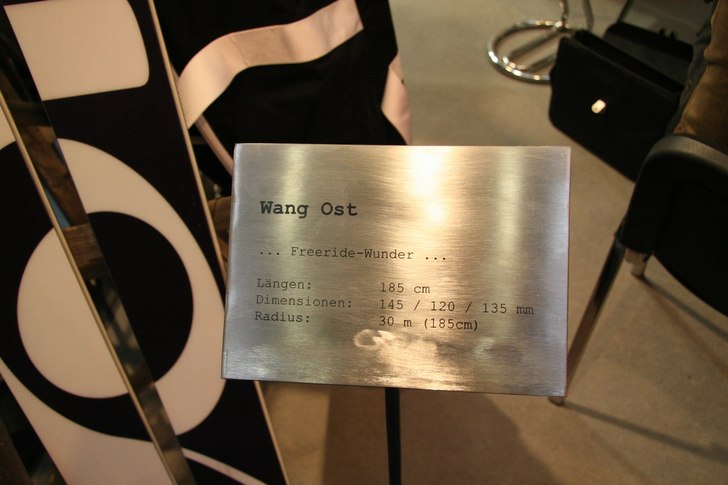 Wang Ost
... Freeride-Wunder ...
Längen: 185 cm
Dimensionen: 145 / 120 / 135 mm
Radius: 30 m (185cm)